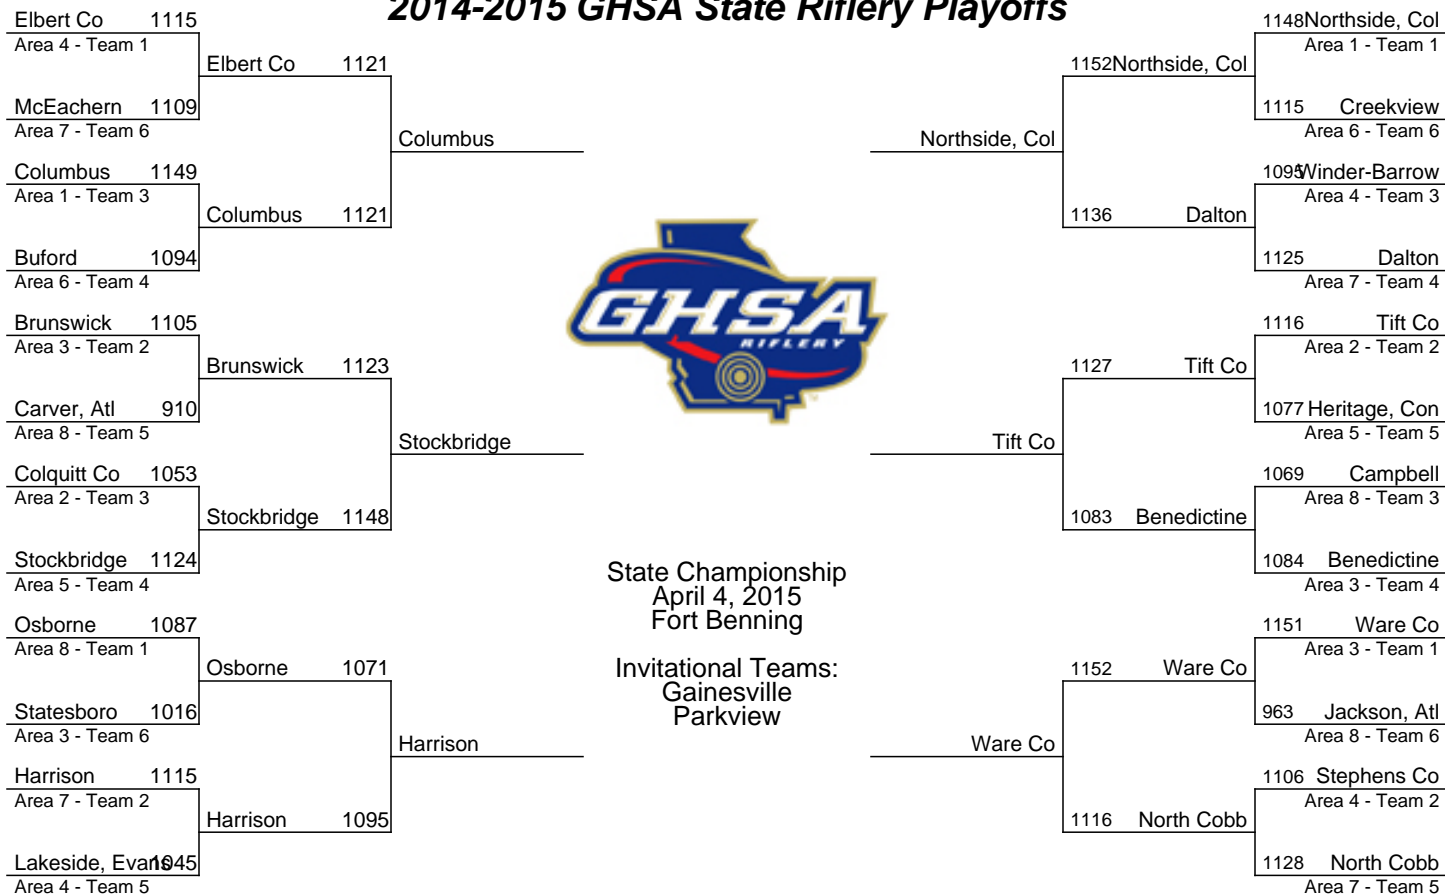 2014-2015 GHSA State Riflery Playoffs
Elbert Co 1115
Area 4 - Team 1
Elbert Co 1121
McEachern 1109
Area 7 - Team 6
Columbus
Columbus 1149
Area 1 - Team 3
Columbus 1121
Buford 1094
Area 6 - Team 4
Brunswick 1105
Area 3 - Team 2
Brunswick 1123
Carver, Atl 910
Area 8 - Team 5
Stockbridge
Colquitt Co 1053
Area 2 - Team 3
Stockbridge 1148
Stockbridge 1124
Area 5 - Team 4
Osborne 1087
Area 8 - Team 1
Osborne 1071
Statesboro 1016
Area 3 - Team 6
Harrison
Harrison 1115
Area 7 - Team 2
Harrison 1095
Lakeside, Evans 1045
Area 4 - Team 5
GHSA
RIFLERY
State Championship
April 4, 2015
Fort Benning
Invitational Teams:
Gainesville
Parkview
1148 Northside, Col
Area 1 - Team 1
1152 Northside, Col
1115 Creekview
Area 6 - Team 6
Northside, Col
1095 Winder-Barrow
Area 4 - Team 3
1136 Dalton
1125 Dalton
Area 7 - Team 4
1116 Tift Co
Area 2 - Team 2
1127 Tift Co
1077 Heritage, Con
Area 5 - Team 5
Tift Co
1069 Campbell
Area 8 - Team 3
1083 Benedictine
1084 Benedictine
Area 3 - Team 4
1151 Ware Co
Area 3 - Team 1
1152 Ware Co
963 Jackson, Atl
Area 8 - Team 6
Ware Co
1106 Stephens Co
Area 4 - Team 2
1116 North Cobb
1128 North Cobb
Area 7 - Team 5